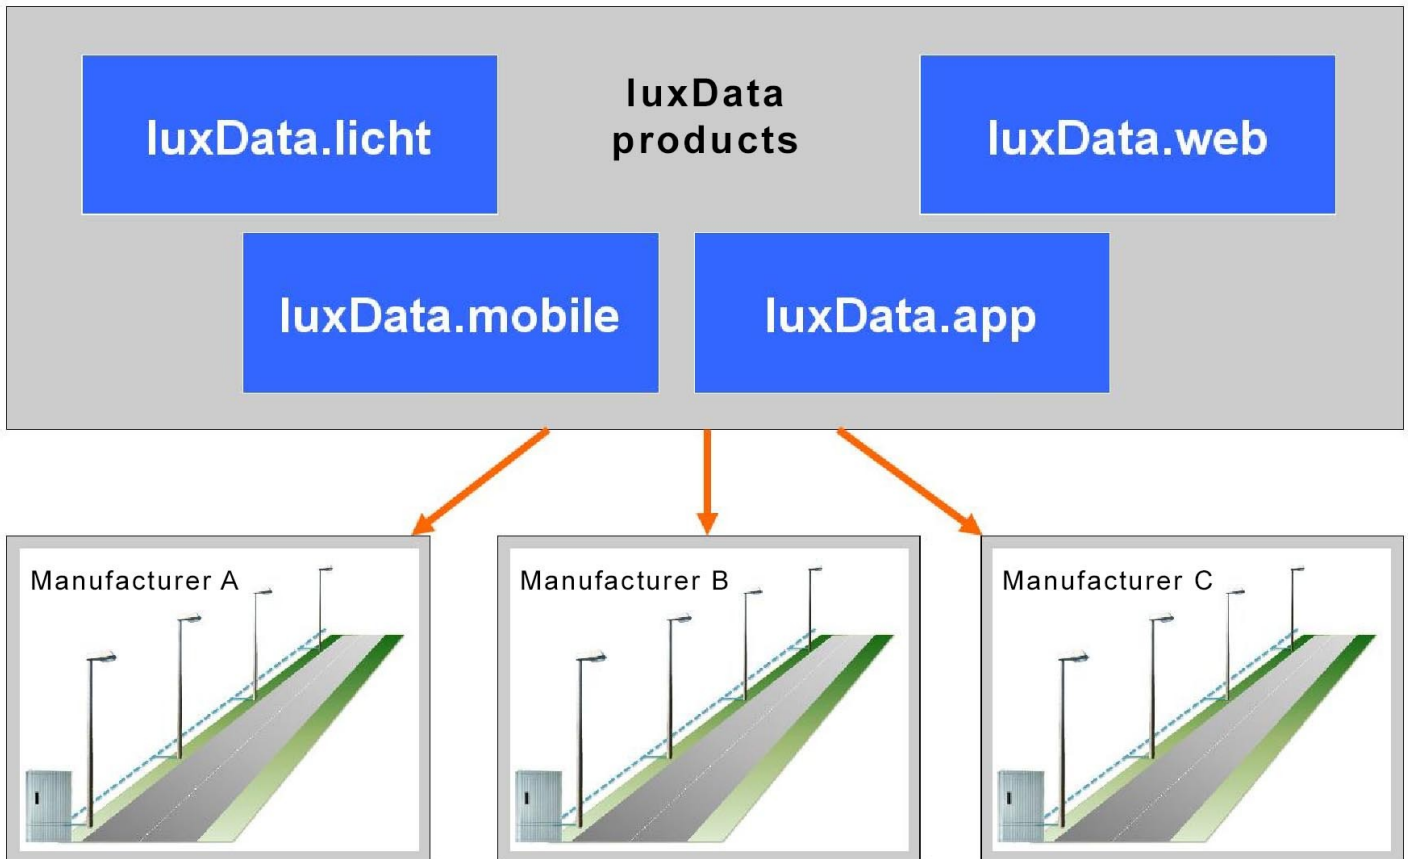 luxData
products
luxData.licht
luxData.web
luxData.mobile
luxData.app
Manufacturer A
Manufacturer B
Manufacturer C